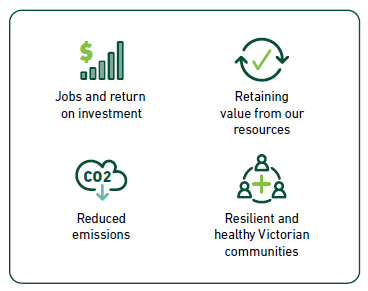 $
Jobs and return
on investment
Retaining
value from our
resources
CO2
Reduced
emissions
Resilient and
healthy Victorian
communities